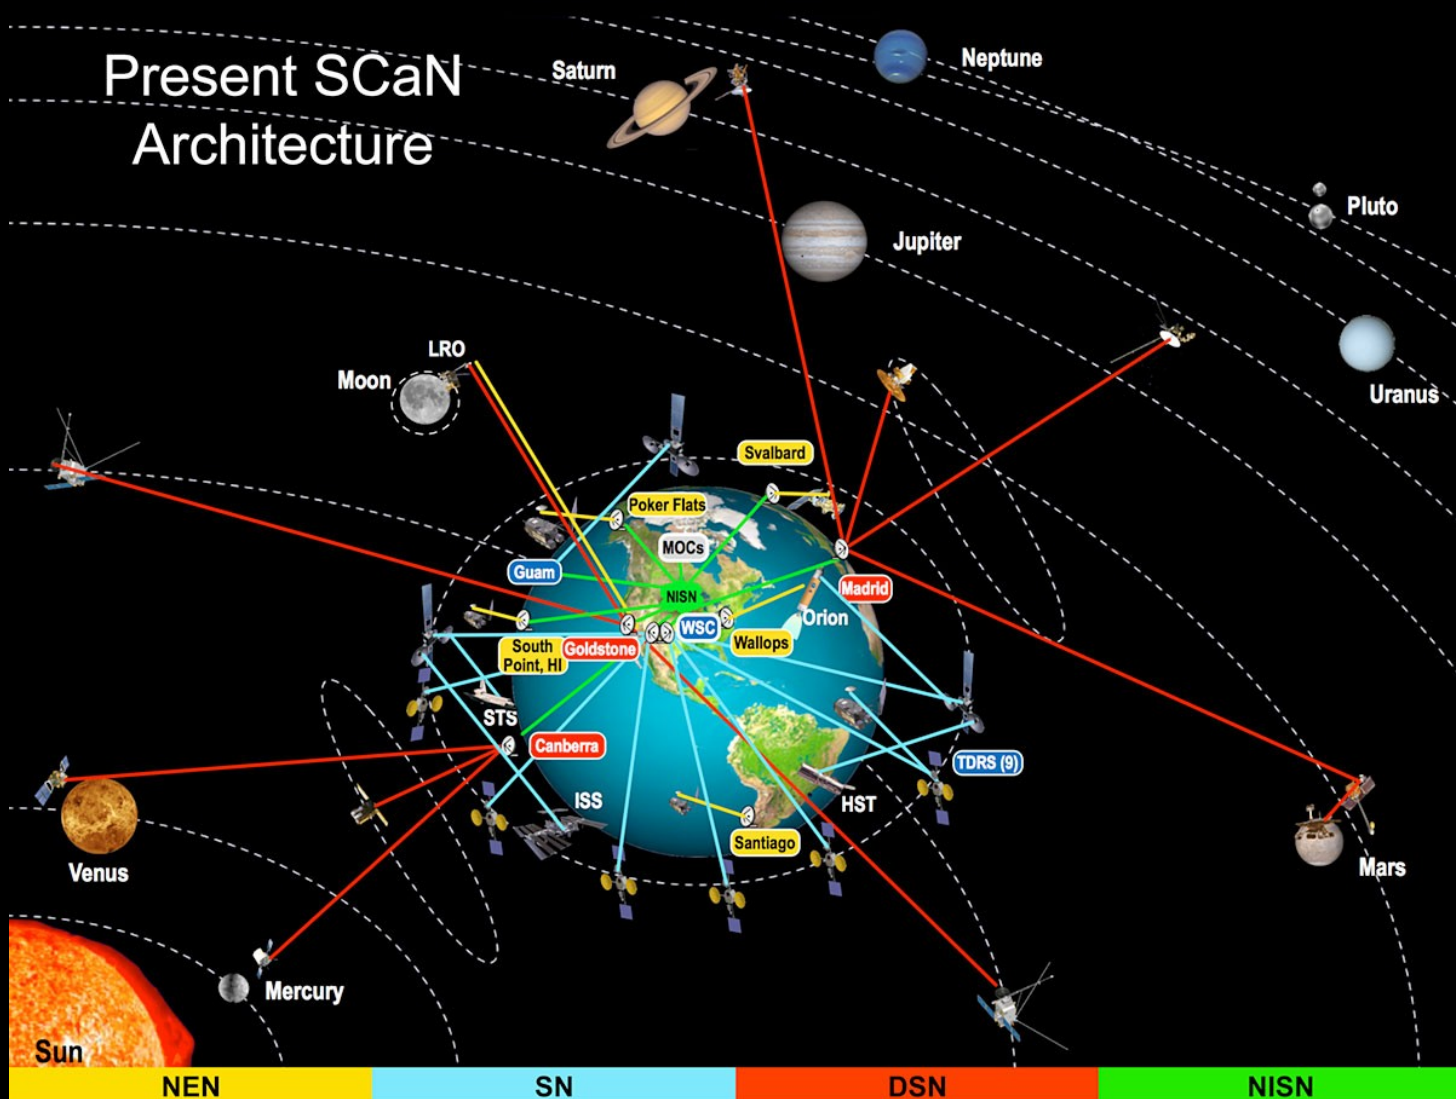 Present SCaN
Architecture
Saturn
Neptune
Pluto
Jupiter
Uranus
LRO
Moon
Svalbard
Poker Flats
MOCs
Guam
NISN
Madrid
Orion
WSC
Wallops
South
Point, HI
Goldstone
STS
Canberra
TDRS (9)
ISS
HST
Santiago
Venus
Mars
Mercury
Sun
NEN
SN
DSN
NISN